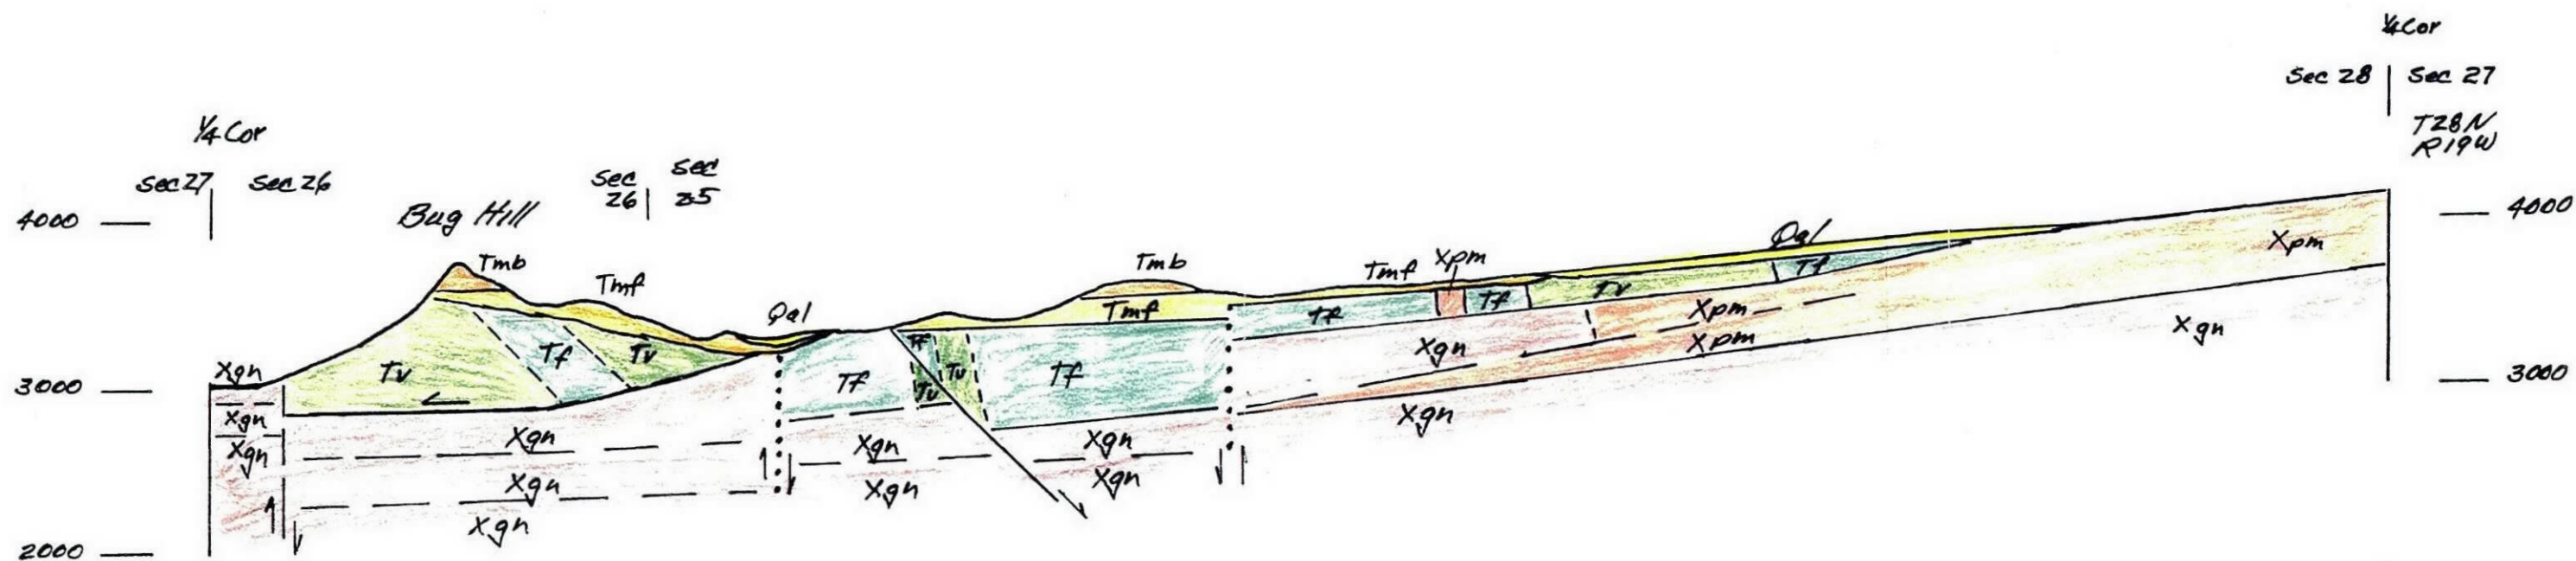 ¼ Cor
Sec 28 | Sec 27
T28N
R19W
¼ Cor
Sec 27 Sec 26
Sec 26 | Sec 25
4000
Bug Hill
4000
Qal
Xpm
Tmb
Tmf
Tmb
Tmf
Xpm
Qal
Tmf
Tf
Tf
Tf
Tv
Tf
Xpm
Xpm
Xgn
Xgn
Tv
Tf
Tv
Tf
Tf
Tv
Tv
Tf
Xgn
3000
3000
Xgn
Xgn
Xgn
Xgn
Xgn
Xgn
Xgn
Xgn
Xgn
Xgn
Xgn
2000